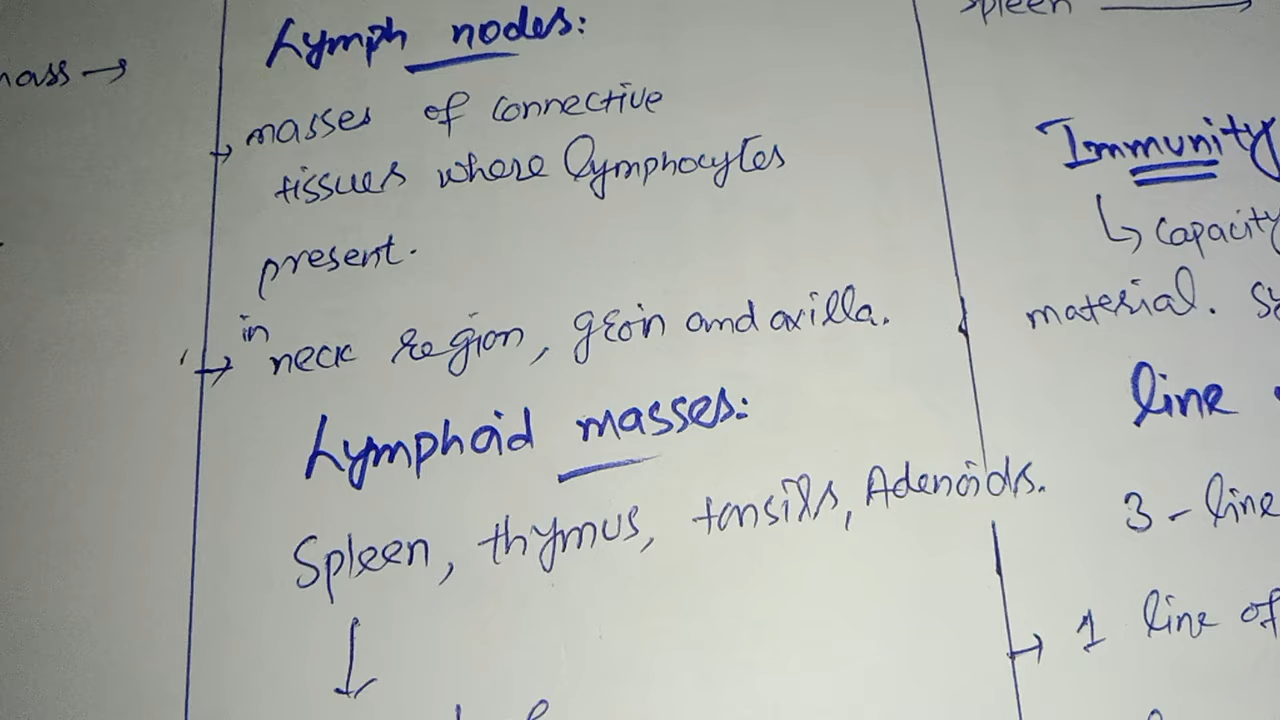 mass →
Lymph nodes:
→ masses of connective
tissues where lymphocytes
present.
→ in neck region, groin and axilla.
Lymphoid masses:
Spleen, thymus, tonsils, Adenoids.
↓
spleen →
Immunity
↳ capacity
material.
line
3 - line
→ 1 line of